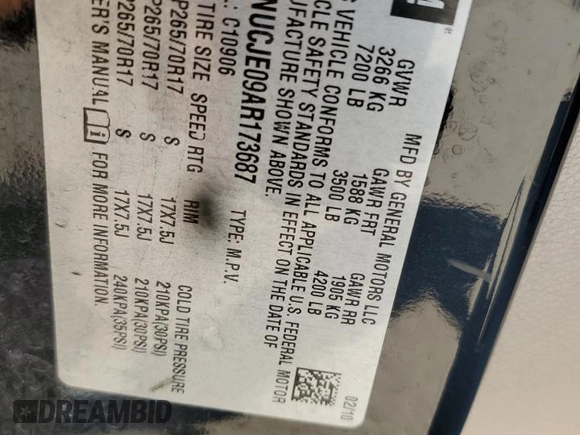 MFD BY GENERAL MOTORS LLC
02/10
GVWR GAWR FRT GAWR RR
3266 KG 1588 KG 1905 KG
7200 LB 3500 LB 4200 LB
VEHICLE CONFORMS TO ALL APPLICABLE U.S. FEDERAL MOTOR
VEHICLE SAFETY STANDARDS IN EFFECT ON THE DATE OF
MANUFACTURE SHOWN ABOVE.
NUCJE09AR173687 TYPE: M.P.V.
: C10906
TIRE SIZE SPEED RTG RIM COLD TIRE PRESSURE
P265/70R17 S 17X7.5J 210KPA(30PSI)
P265/70R17 S 17X7.5J 210KPA(30PSI)
P265/70R17 S 17X7.5J 240KPA(35PSI)
ER'S MANUAL FOR MORE INFORMATION.
DREAMBID